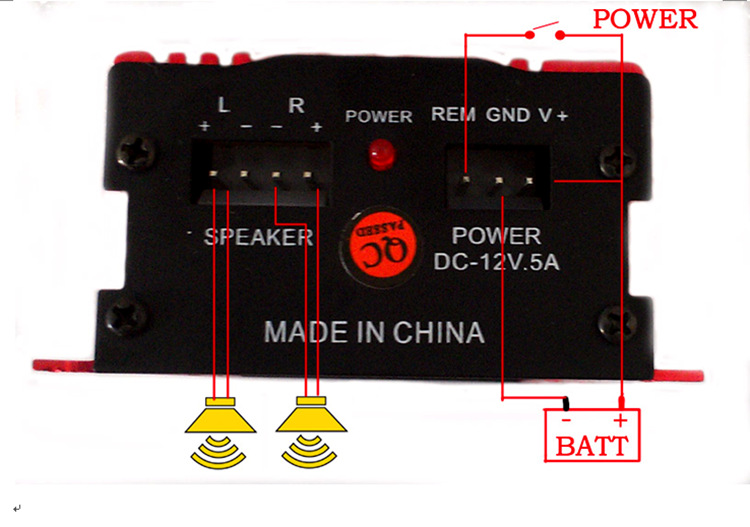 POWER
L R
+ - - +
POWER
REM GND V +
SPEAKER
QC
PASSED
POWER
DC-12V.5A
MADE IN CHINA
- +
BATT